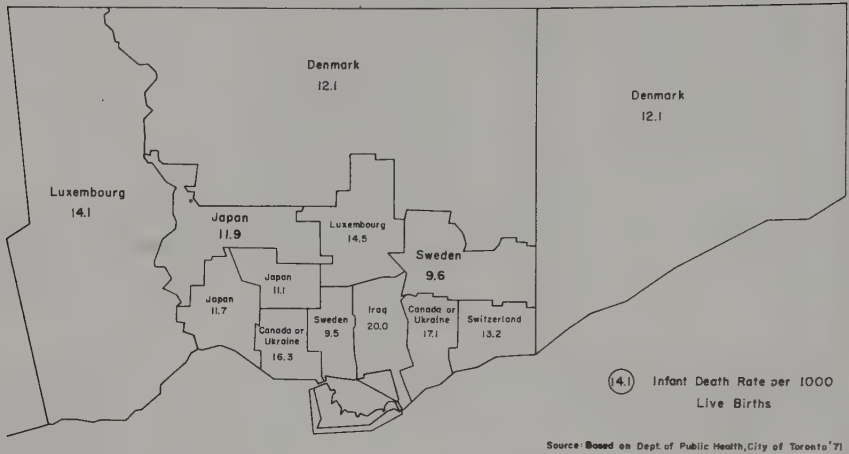 Denmark
12.1
Denmark
12.1
Luxembourg
14.1
Japan
11.9
Luxembourg
14.5
Sweden
9.6
Japan
11.1
Japan
11.7
Canada or
Ukraine
16.3
Sweden
9.5
Iraq
20.0
Canada or
Ukraine
17.1
Switzerland
13.2
14.1 Infant Death Rate per 1000
Live Births
Source: Based on Dept. of Public Health, City of Toronto '71